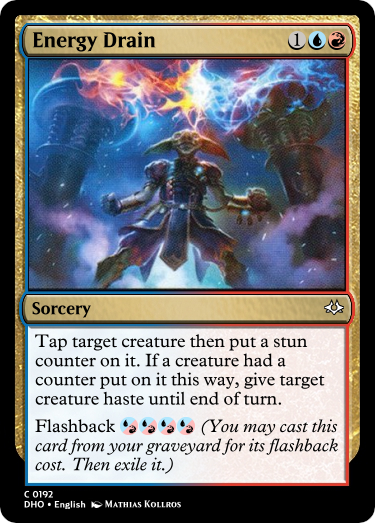 Energy Drain
1
Sorcery
Tap target creature then put a stun
counter on it. If a creature had a
counter put on it this way, give target
creature haste until end of turn.
Flashback (You may cast this
card from your graveyard for its flashback
cost. Then exile it.)
C 0192
DHO • English Mathias Kollros